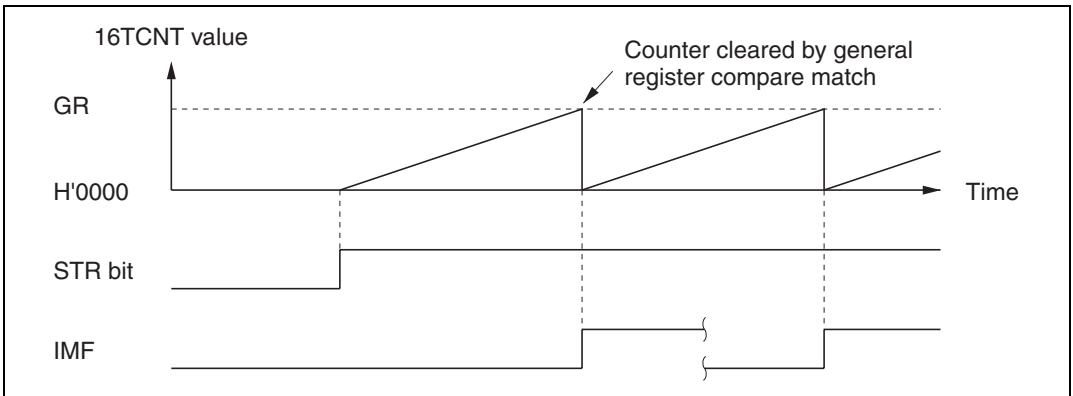 16TCNT value
Counter cleared by general
register compare match
GR
H'0000
Time
STR bit
IMF